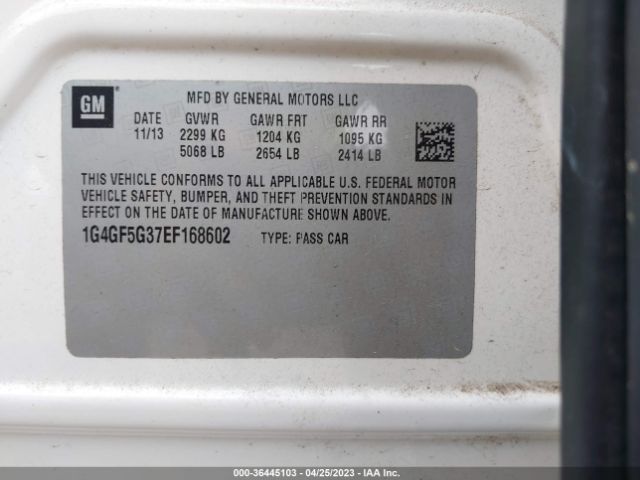 GM
MFD BY GENERAL MOTORS LLC
DATE GVWR GAWR FRT GAWR RR
11/13 2299 KG 1204 KG 1095 KG
5068 LB 2654 LB 2414 LB
THIS VEHICLE CONFORMS TO ALL APPLICABLE U.S. FEDERAL MOTOR
VEHICLE SAFETY, BUMPER, AND THEFT PREVENTION STANDARDS IN
EFFECT ON THE DATE OF MANUFACTURE SHOWN ABOVE.
1G4GF5G37EF168602 TYPE: PASS CAR
000-36445103 - 04/25/2023 - IAA Inc.